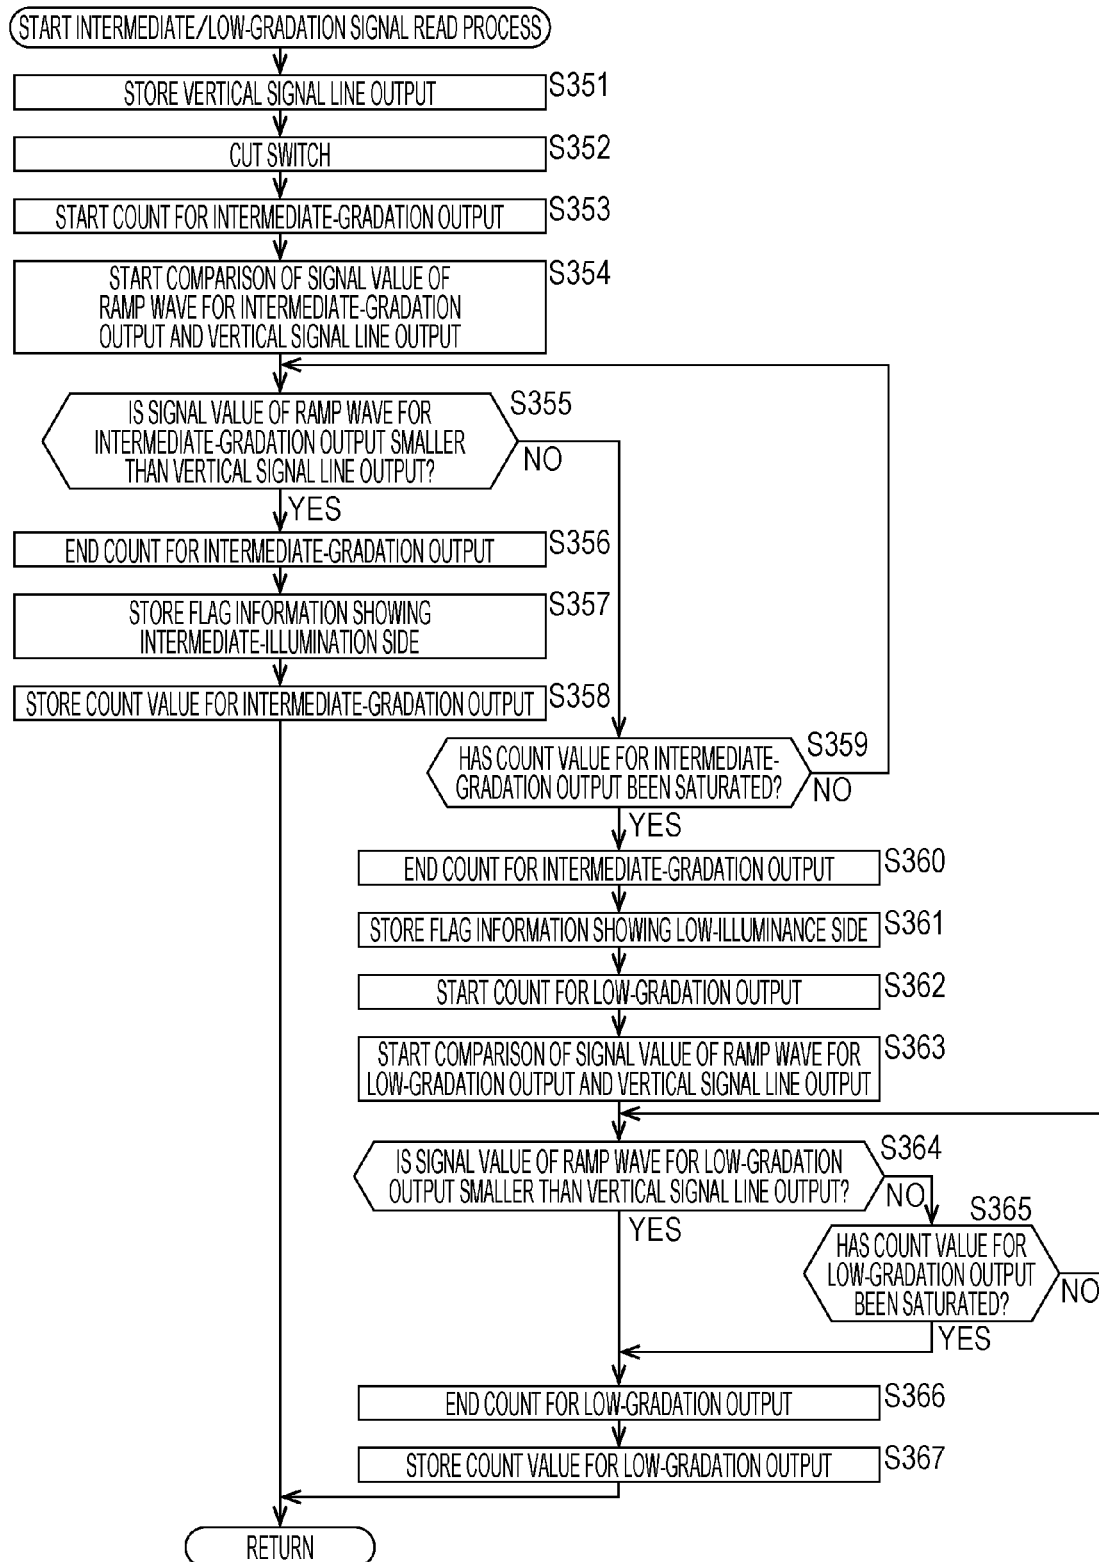 START INTERMEDIATE/LOW-GRADATION SIGNAL READ PROCESS
STORE VERTICAL SIGNAL LINE OUTPUT
S351
CUT SWITCH
S352
START COUNT FOR INTERMEDIATE-GRADATION OUTPUT
S353
START COMPARISON OF SIGNAL VALUE OF
RAMP WAVE FOR INTERMEDIATE-GRADATION
OUTPUT AND VERTICAL SIGNAL LINE OUTPUT
S354
IS SIGNAL VALUE OF RAMP WAVE FOR
INTERMEDIATE-GRADATION OUTPUT SMALLER
THAN VERTICAL SIGNAL LINE OUTPUT?
S355
NO
YES
END COUNT FOR INTERMEDIATE-GRADATION OUTPUT
S356
STORE FLAG INFORMATION SHOWING
INTERMEDIATE-ILLUMINATION SIDE
S357
STORE COUNT VALUE FOR INTERMEDIATE-GRADATION OUTPUT
S358
HAS COUNT VALUE FOR INTERMEDIATE-
GRADATION OUTPUT BEEN SATURATED?
S359
NO
YES
END COUNT FOR INTERMEDIATE-GRADATION OUTPUT
S360
STORE FLAG INFORMATION SHOWING LOW-ILLUMINANCE SIDE
S361
START COUNT FOR LOW-GRADATION OUTPUT
S362
START COMPARISON OF SIGNAL VALUE OF RAMP WAVE FOR
LOW-GRADATION OUTPUT AND VERTICAL SIGNAL LINE OUTPUT
S363
IS SIGNAL VALUE OF RAMP WAVE FOR LOW-GRADATION
OUTPUT SMALLER THAN VERTICAL SIGNAL LINE OUTPUT?
S364
NO
YES
S365
HAS COUNT VALUE FOR
LOW-GRADATION OUTPUT
BEEN SATURATED?
NO
YES
END COUNT FOR LOW-GRADATION OUTPUT
S366
STORE COUNT VALUE FOR LOW-GRADATION OUTPUT
S367
RETURN